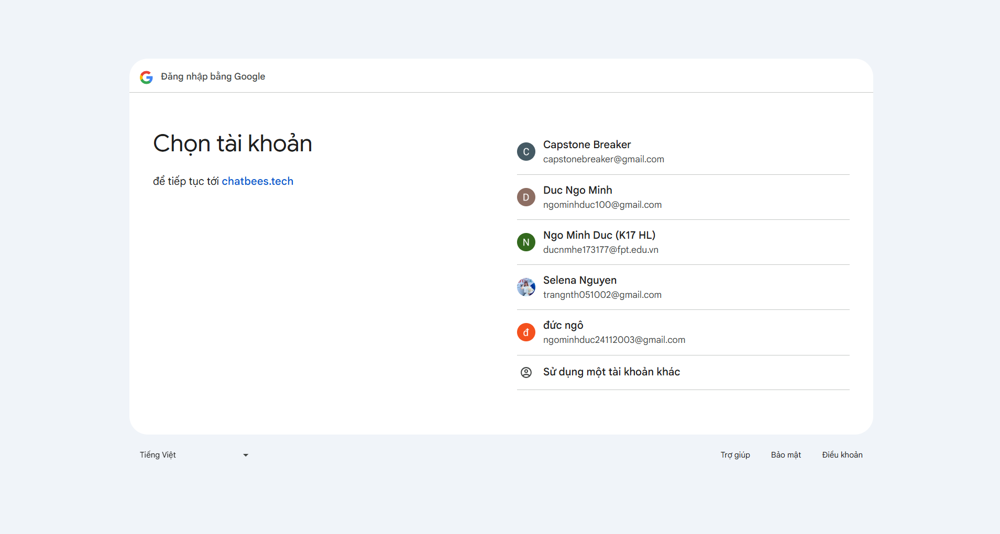 Đăng nhập bằng Google
Chọn tài khoản
để tiếp tục tới chatbees.tech
C
Capstone Breaker
capstonebreaker@gmail.com
D
Duc Ngo Minh
ngominhduc100@gmail.com
N
Ngo Minh Duc (K17 HL)
ducnmhe173177@fpt.edu.vn
Selena Nguyen
trangnth051002@gmail.com
đ
đức ngô
ngominhduc24112003@gmail.com
Sử dụng một tài khoản khác
Tiếng Việt
Trợ giúp
Bảo mật
Điều khoản